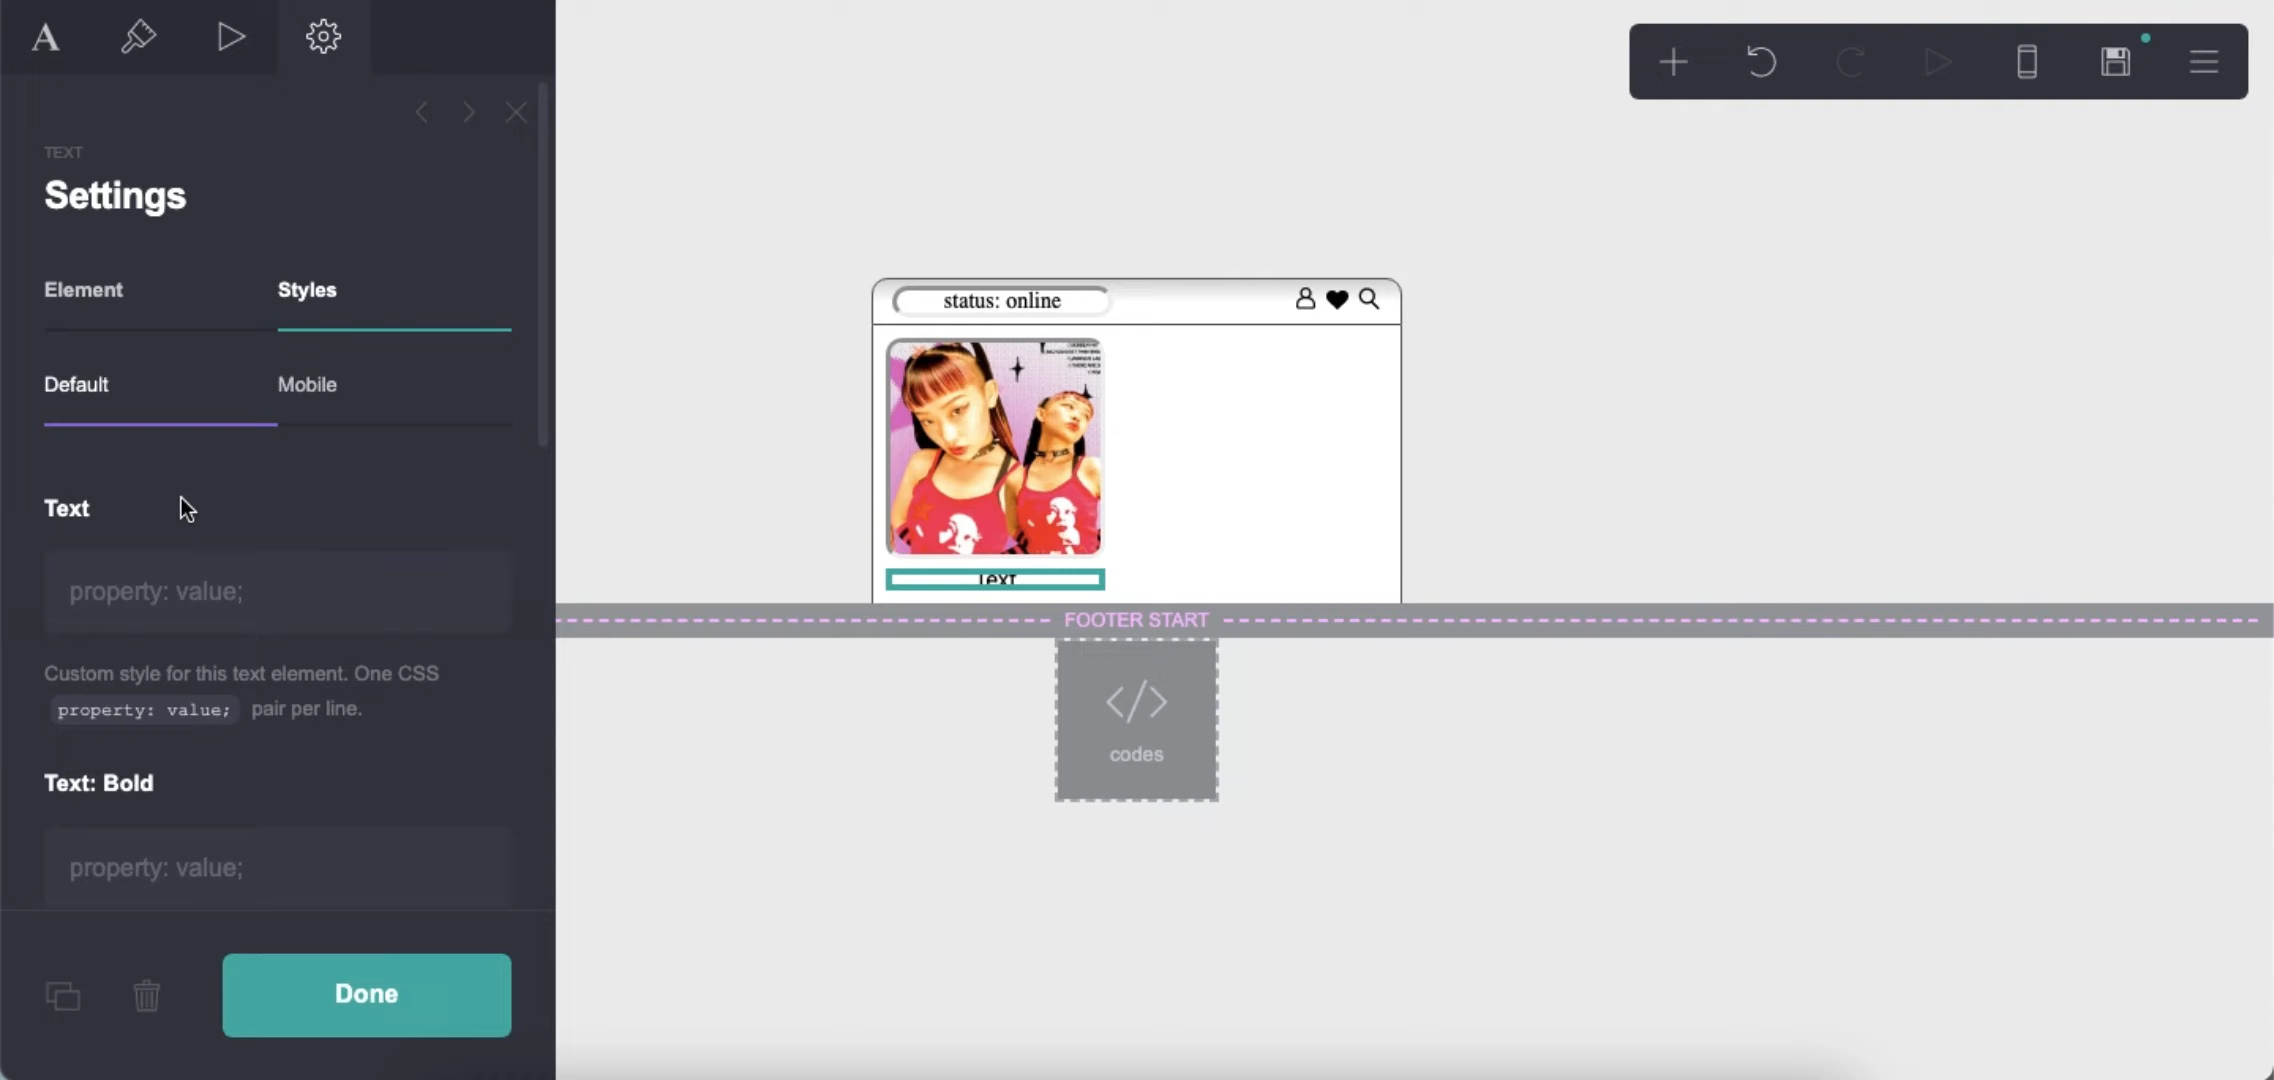 A
TEXT
Settings
Element
Styles
Default
Mobile
Text
property: value;
Custom style for this text element. One CSS
property: value; pair per line.
Text: Bold
property: value;
Done
status: online
Text
FOOTER START
</>
codes